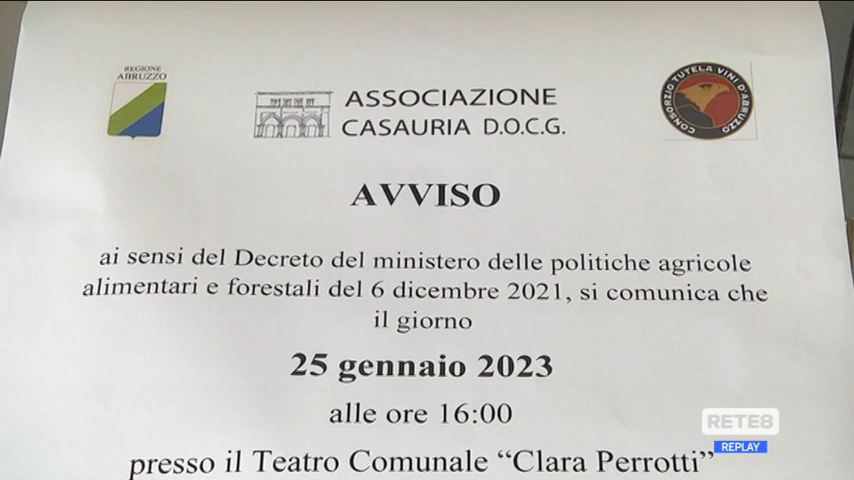 REGIONE
ABRUZZO
ASSOCIAZIONE
CASAURIA D.O.C.G.
CONSORZIO TUTELA VINI D'ABRUZZO
AVVISO
ai sensi del Decreto del ministero delle politiche agricole
alimentari e forestali del 6 dicembre 2021, si comunica che
il giorno
25 gennaio 2023
alle ore 16:00
presso il Teatro Comunale “Clara Perrotti”
RETE8
REPLAY